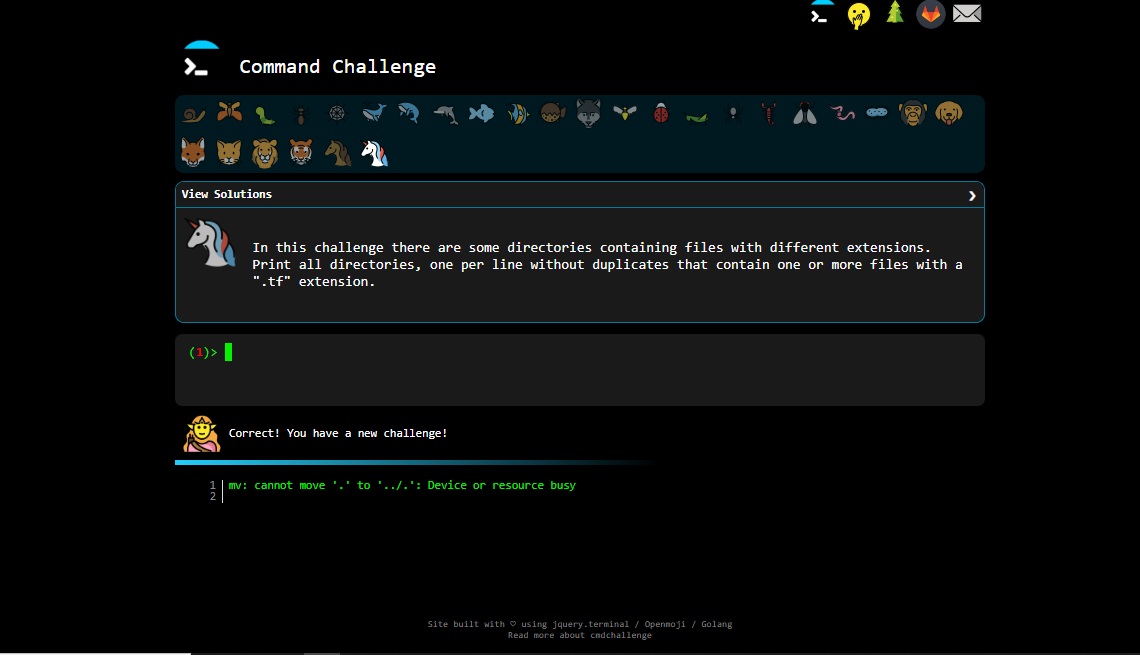 Command Challenge
View Solutions
In this challenge there are some directories containing files with different extensions.
Print all directories, one per line without duplicates that contain one or more files with a
".tf" extension.
(1)>
Correct! You have a new challenge!
1 mv: cannot move '.' to '../.': Device or resource busy
2
Site built with ♡ using jquery.terminal / Openmoji / Golang
Read more about cmdchallenge